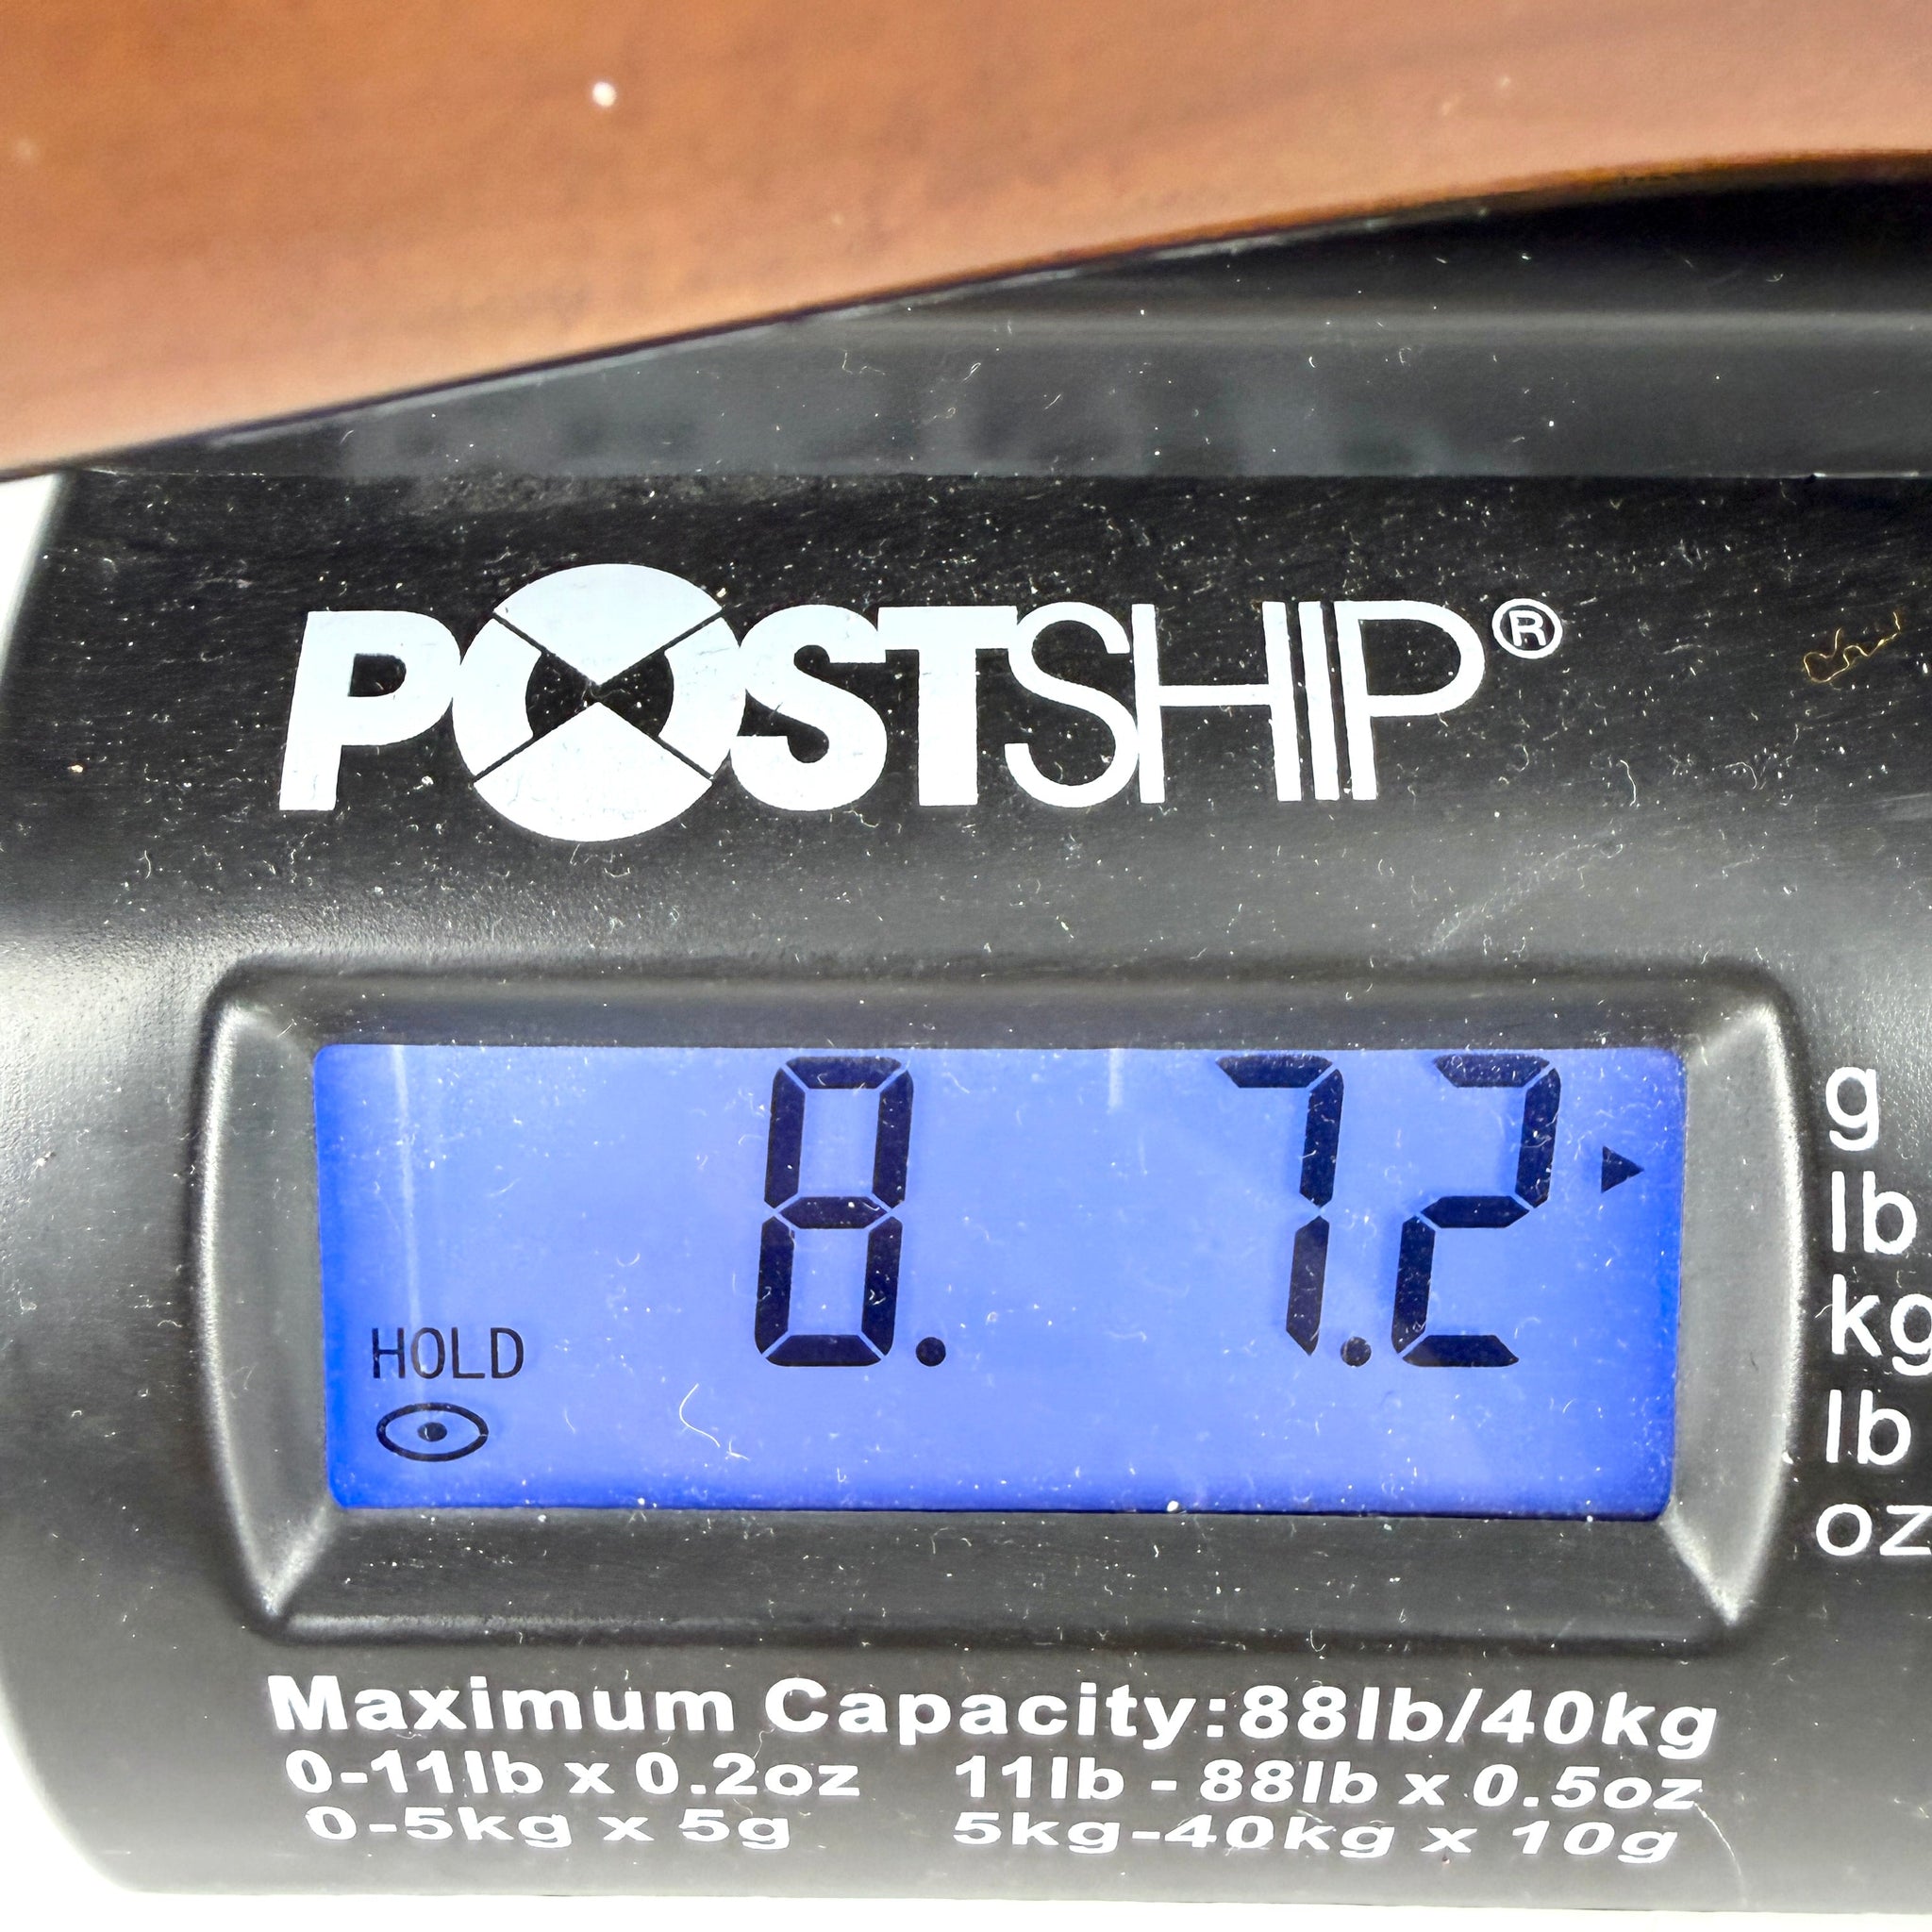 POSTSHIP®
8. 7.2
HOLD
g
lb
kg
lb
oz
Maximum Capacity:88lb/40kg
0-11lb x 0.2oz 11lb - 88lb x 0.5oz
0-5kg x 5g 5kg-40kg x 10g